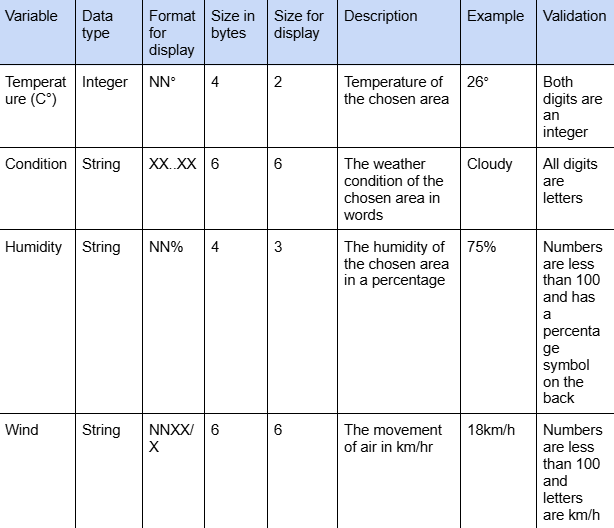 Variable
Data
type
Format
for
display
Size in
bytes
Size for
display
Description
Example
Validation
Temperat
ure (C°)
Integer
NN°
4
2
Temperature of
the chosen area
26°
Both
digits are
an
integer
Condition
String
XX..XX
6
6
The weather
condition of the
chosen area in
words
Cloudy
All digits
are
letters
Humidity
String
NN%
4
3
The humidity of
the chosen area
in a percentage
75%
Numbers
are less
than 100
and has
a
percenta
ge
symbol
on the
back
Wind
String
NNXX/
X
6
6
The movement
of air in km/hr
18km/h
Numbers
are less
than 100
and
letters
are km/h